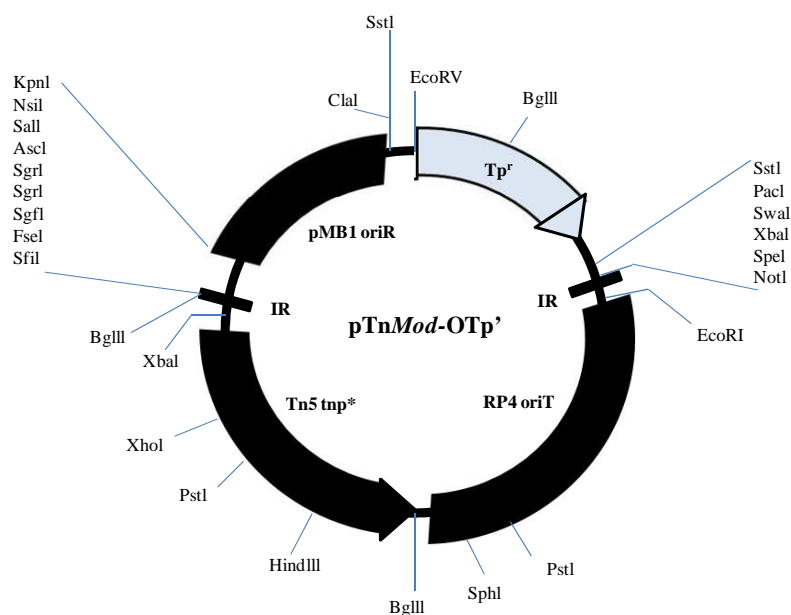 SstI
EcoRV
ClaI
BglII
KpnI
NsiI
SalI
AscI
SgrI
SgrI
SgfI
FseI
SfiI
Tpʳ
SstI
PacI
SwaI
XbaI
SpeI
NotI
pMB1 oriR
IR
IR
pTnMod-OTp’
EcoRI
BglII
XbaI
Tn5 tnp*
RP4 oriT
XhoI
PstI
HindIII
BglII
SphI
PstI